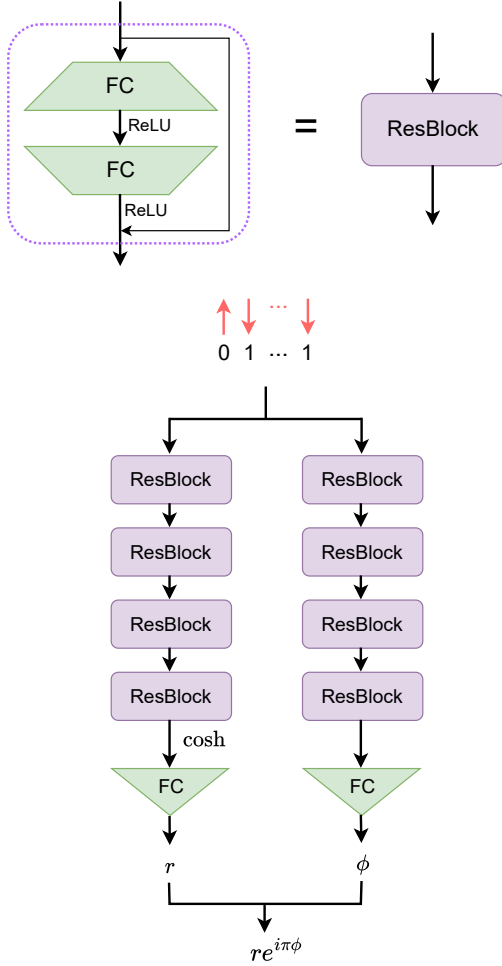 FC
ReLU
FC
ReLU
=
ResBlock
...
0 1 ... 1
ResBlock ResBlock
ResBlock ResBlock
ResBlock ResBlock
ResBlock ResBlock
cosh
FC FC
r ϕ
re^{iπϕ}